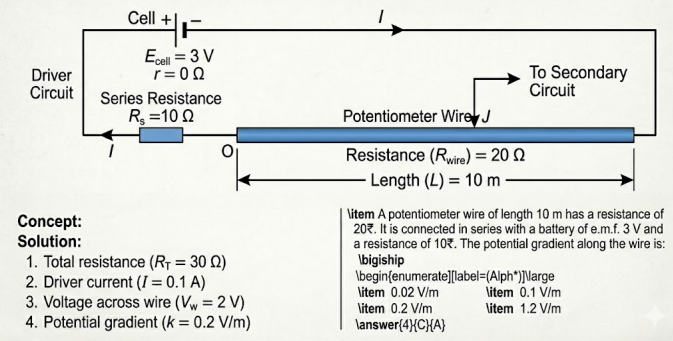 Cell + −
I
E_cell = 3 V
r = 0 Ω
Driver
Circuit
Series Resistance
R_s =10 Ω
To Secondary
Circuit
Potentiometer Wire J
I
O
Resistance (R_wire) = 20 Ω
Length (L) = 10 m
Concept:
Solution:
1. Total resistance (R_T = 30 Ω)
2. Driver current (I = 0.1 A)
3. Voltage across wire (V_w = 2 V)
4. Potential gradient (k = 0.2 V/m)
\item A potentiometer wire of length 10 m has a resistance of
20₹. It is connected in series with a battery of e.m.f. 3 V and
a resistance of 10₹. The potential gradient along the wire is:
\bigiship
\begin{enumerate][label=(Alph*)]\large
\item 0.02 V/m \item 0.1 V/m
\item 0.2 V/m \item 1.2 V/m
\answer{4}{C}{A}